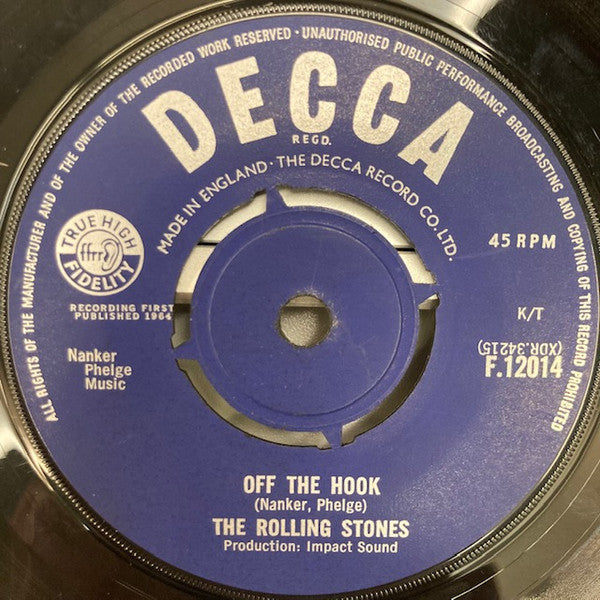 ALL RIGHTS OF THE MANUFACTURER AND OF THE OWNER OF THE RECORDED WORK RESERVED · UNAUTHORISED PUBLIC PERFORMANCE BROADCASTING AND COPYING OF THIS RECORD PROHIBITED
DECCA
REGD.
MADE IN ENGLAND · THE DECCA RECORD CO. LTD.
TRUE HIGH
ffrr
FIDELITY
45 RPM
RECORDING FIRST
PUBLISHED 1964
K/T
Nanker
Phelge
Music
(XDR.34215)
F.12014
OFF THE HOOK
(Nanker, Phelge)
THE ROLLING STONES
Production: Impact Sound